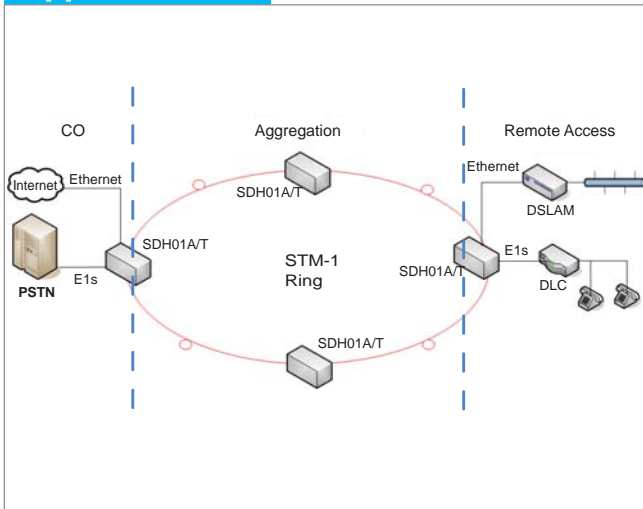 CO
Aggregation
Remote Access
Internet
Ethernet
PSTN
E1s
SDH01A/T
SDH01A/T
STM-1
Ring
SDH01A/T
SDH01A/T
Ethernet
DSLAM
E1s
DLC